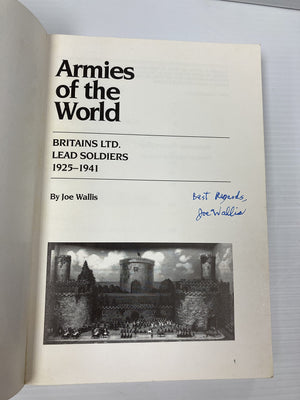 Armies
of the
World
BRITAINS LTD.
LEAD SOLDIERS
1925–1941
By Joe Wallis
Best Regards,
Joe Wallis